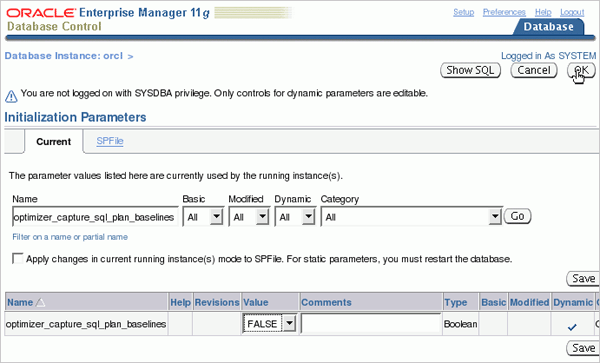 ORACLE Enterprise Manager 11g
Database Control
Setup Preferences Help Logout
Database
Database Instance: orcl >
Logged in As SYSTEM
Show SQL Cancel OK
You are not logged on with SYSDBA privilege. Only controls for dynamic parameters are editable.
Initialization Parameters
Current SPFile
The parameter values listed here are currently used by the running instance(s).
Name Basic Modified Dynamic Category
optimizer_capture_sql_plan_baselines All All All All Go
Filter on a name or partial name
Apply changes in current running instance(s) mode to SPFile. For static parameters, you must restart the database.
Save
Name Help Revisions Value Comments Type Basic Modified Dynamic C
optimizer_capture_sql_plan_baselines FALSE Boolean
Save